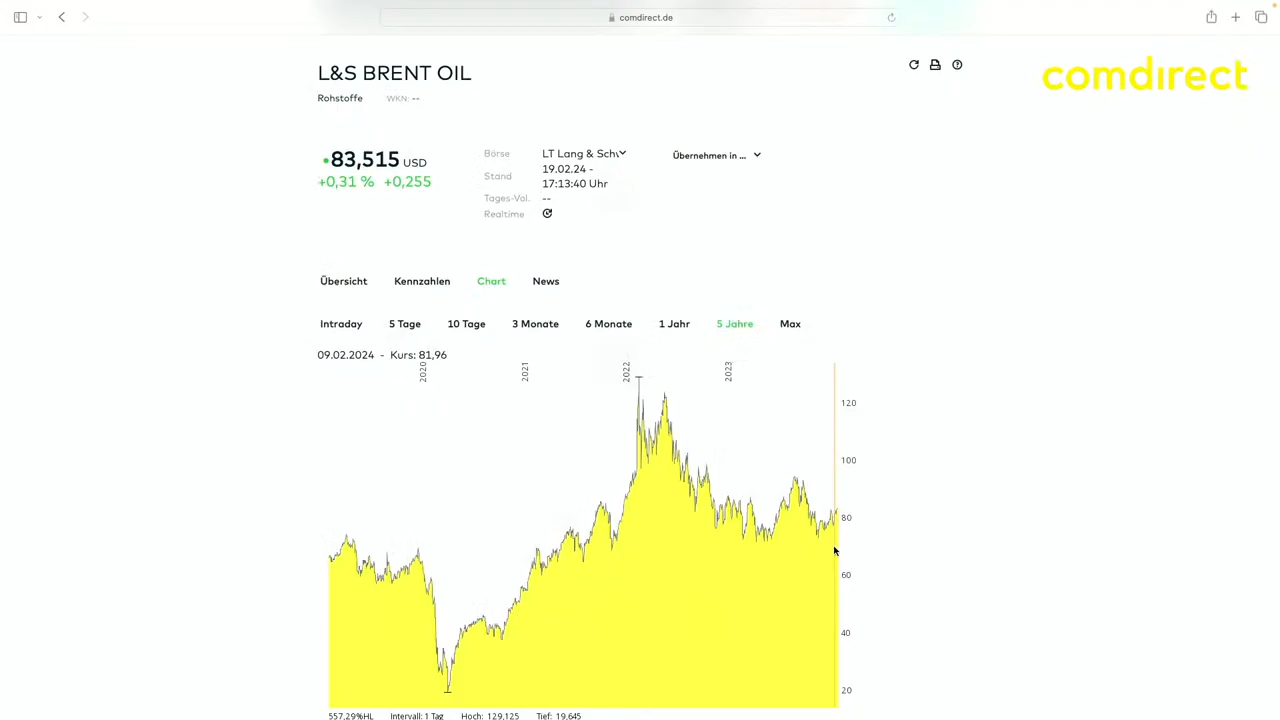 comdirect.de
L&S BRENT OIL
comdirect
Rohstoffe WKN: --
83,515 USD
+0,31 % +0,255
Börse LT Lang & Schw
Stand 19.02.24 -
17:13:40 Uhr
Tages-Vol. --
Realtime
Übernehmen in ...
Übersicht Kennzahlen Chart News
Intraday 5 Tage 10 Tage 3 Monate 6 Monate 1 Jahr 5 Jahre Max
09.02.2024 - Kurs: 81,96
2020 2021 2022 2023
120
100
80
60
40
20
557,29%HL Intervall: 1 Tag Hoch: 129,125 Tief: 19,645